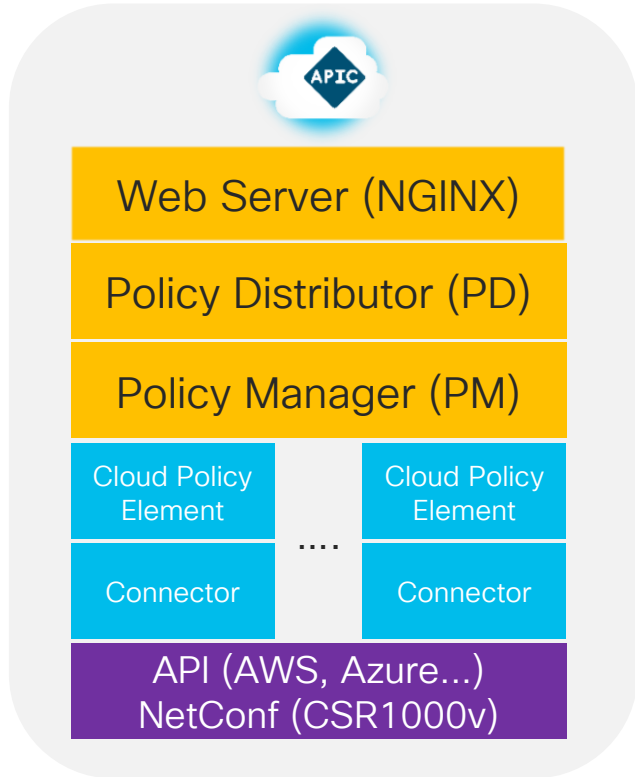 APIC
Web Server (NGINX)
Policy Distributor (PD)
Policy Manager (PM)
Cloud Policy
Element
Cloud Policy
Element
....
Connector
Connector
API (AWS, Azure...)
NetConf (CSR1000v)